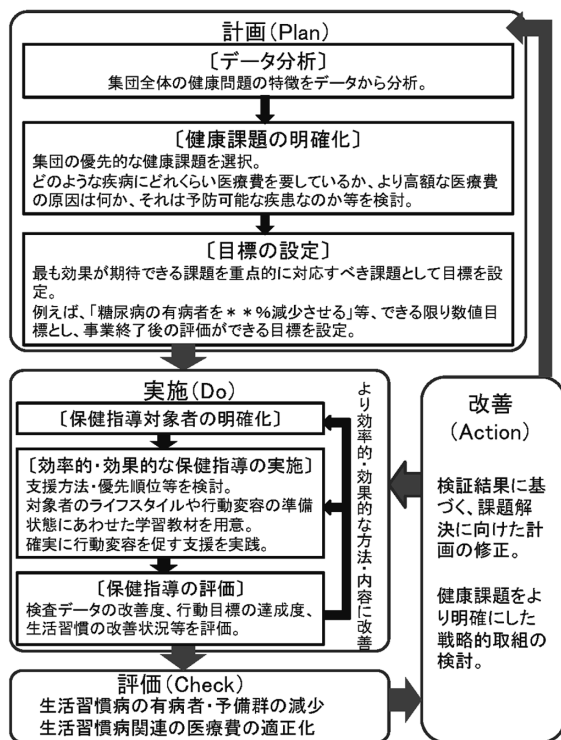 計画(Plan)
〔データ分析〕
集団全体の健康問題の特徴をデータから分析。
〔健康課題の明確化〕
集団の優先的な健康課題を選択。
どのような疾病にどれくらい医療費を要しているか、より高額な医療費
の原因は何か、それは予防可能な疾患なのか等を検討。
〔目標の設定〕
最も効果が期待できる課題を重点的に対応すべき課題として目標を設
定。
例えば、「糖尿病の有病者を**%減少させる」等、できる限り数値目
標とし、事業終了後の評価ができる目標を設定。
実施(Do)
〔保健指導対象者の明確化〕
〔効率的・効果的な保健指導の実施〕
支援方法・優先順位等を検討。
対象者のライフスタイルや行動変容の準備
状態にあわせた学習教材を用意。
確実に行動変容を促す支援を実践。
〔保健指導の評価〕
検査データの改善度、行動目標の達成度、
生活習慣の改善状況等を評価。
より効率的・効果的な方法・内容に改善
改善
(Action)
検証結果に基
づく、課題解
決に向けた計
画の修正。
健康課題をよ
り明確にした
戦略的取組の
検討。
評価(Check)
生活習慣病の有病者・予備群の減少
生活習慣病関連の医療費の適正化